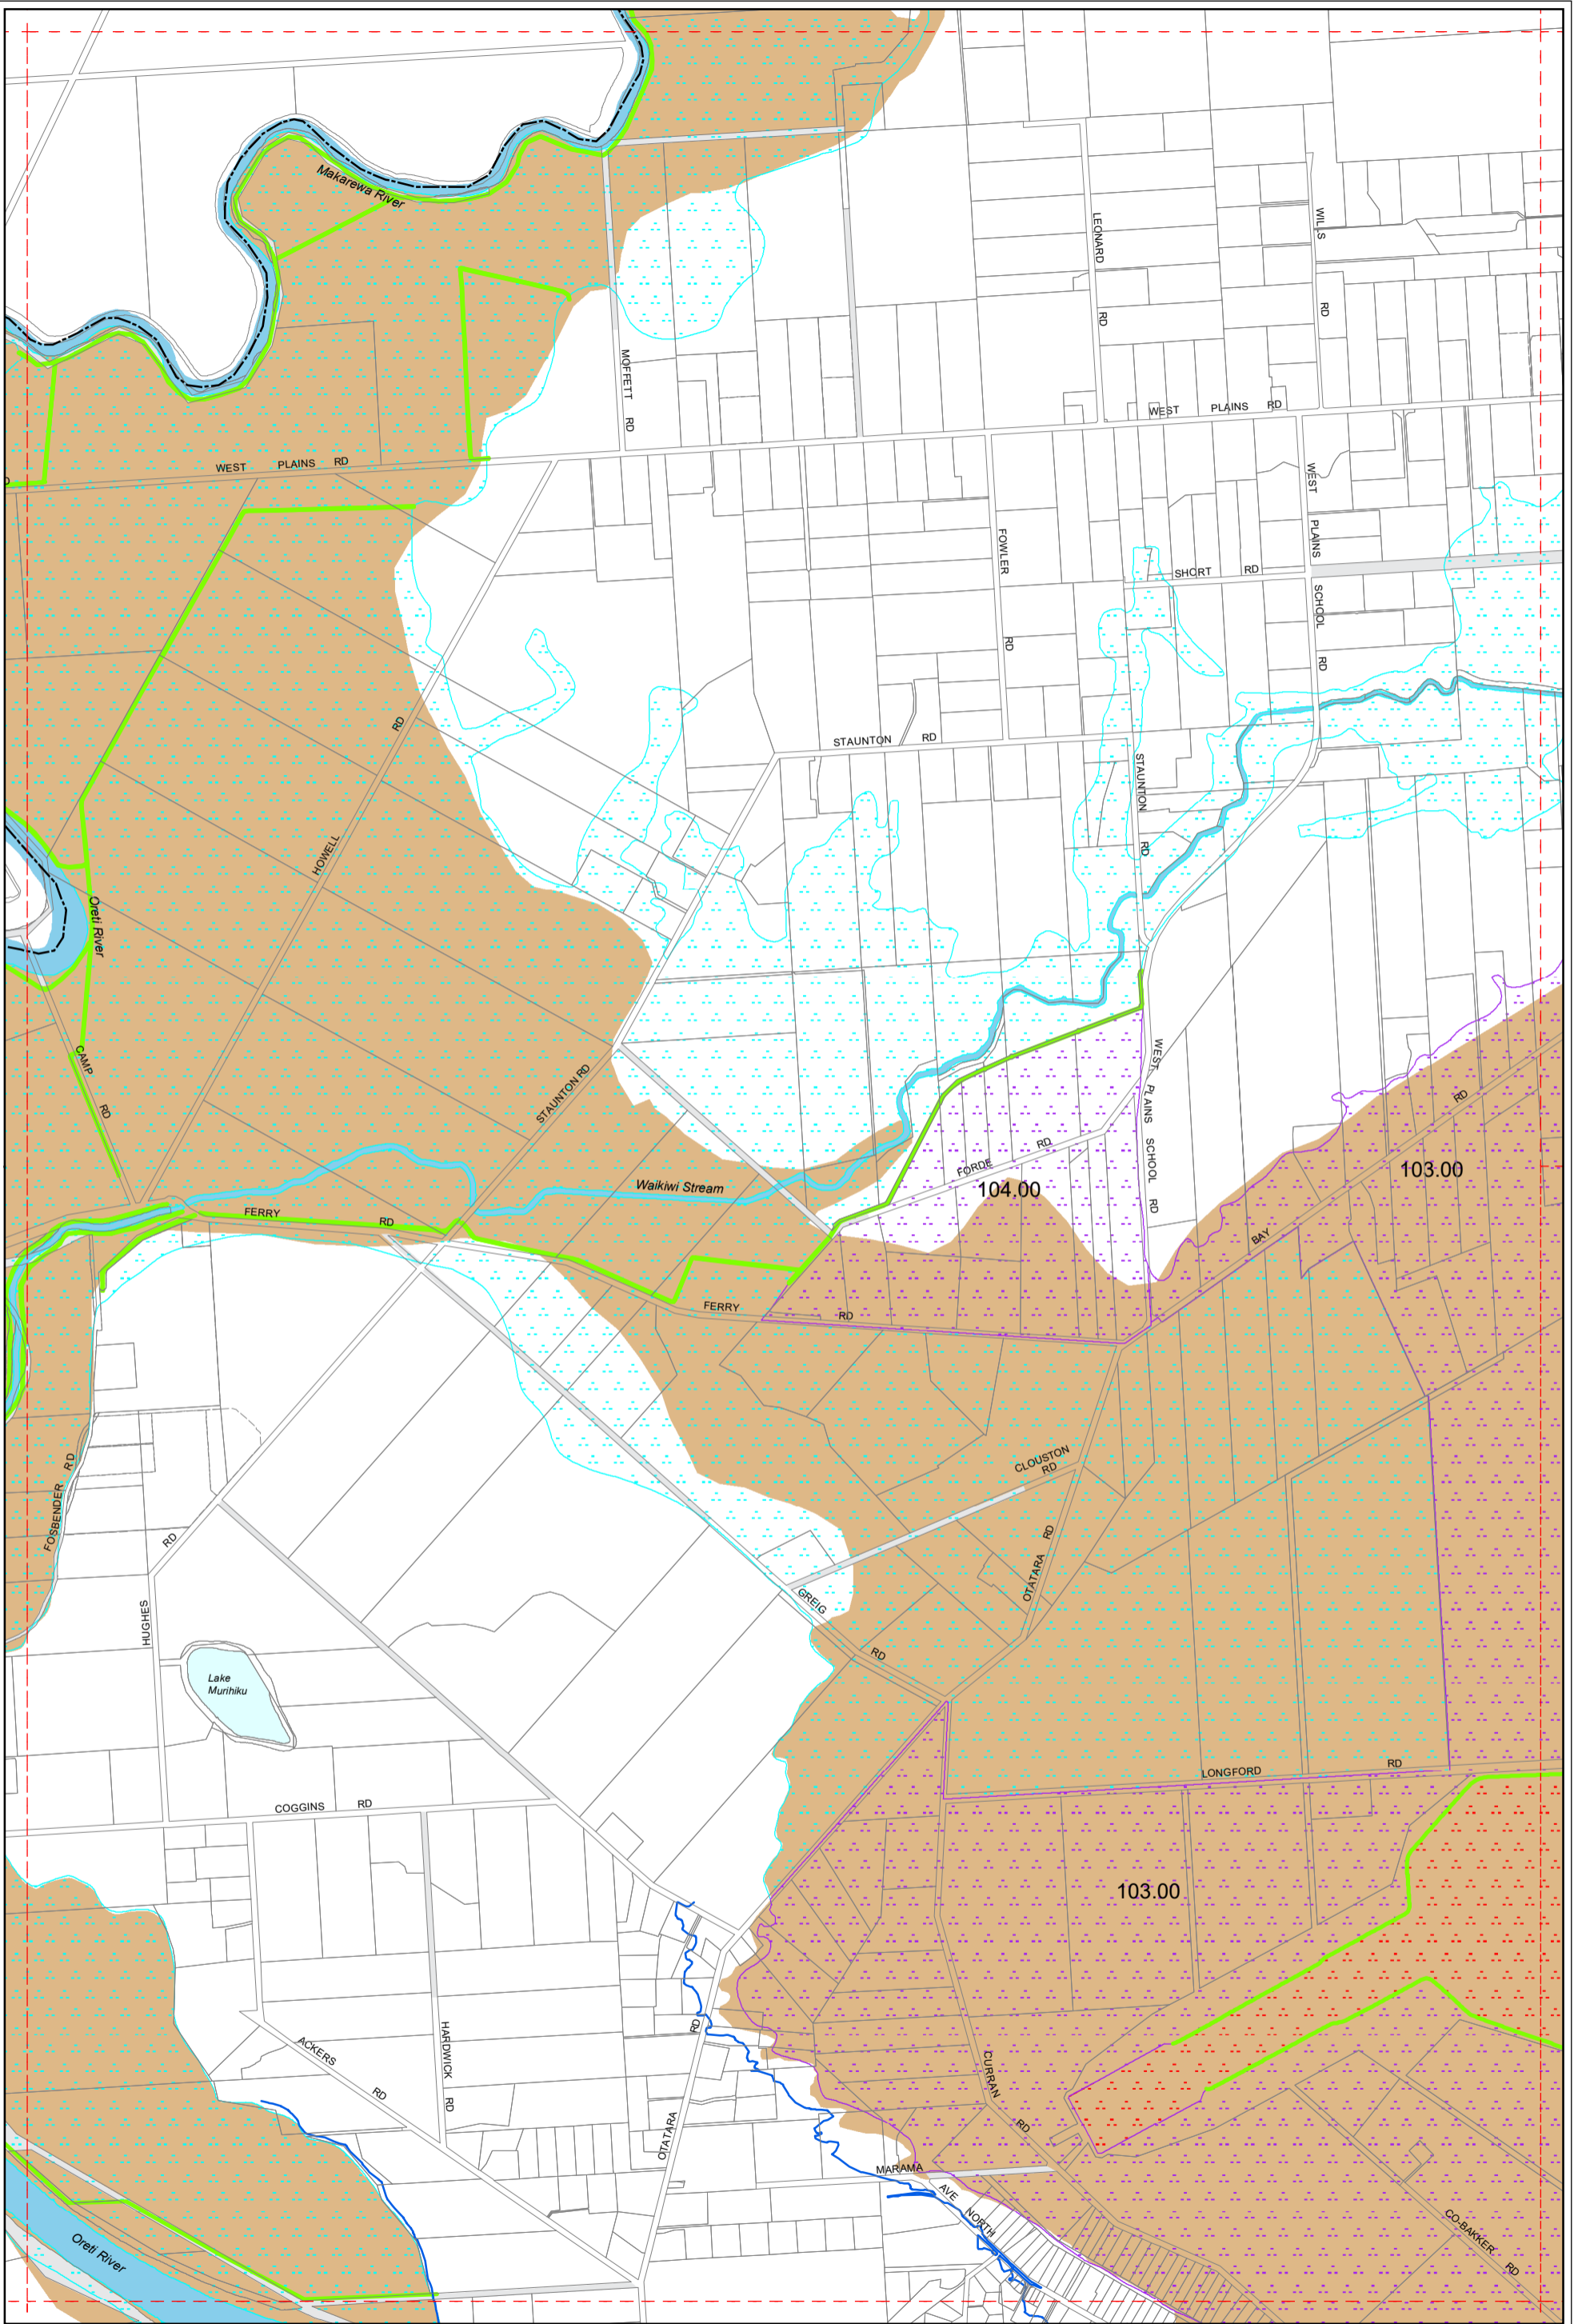 Makarewa River
LEONARD
RD
WILLS
RD
MOFFETT
RD
WEST PLAINS RD
WEST PLAINS RD
WEST
PLAINS
SCHOOL
RD
FOWLER
RD
SHORT RD
STAUNTON RD
STAUNTON
RD
HOWELL
RD
Oreti River
CAMP
RD
STAUNTON RD
WEST
PLAINS
SCHOOL
RD
FORDE RD
104.00
RD
103.00
BAY
Waikiwi Stream
FERRY RD
FERRY RD
CLOUSTON
RD
OTATARA RD
FOSBENDER RD
RD
HUGHES
GREIG
RD
Lake
Murihiku
LONGFORD RD
COGGINS RD
103.00
ACKERS
RD
HARDWICK
RD
OTATARA
RD
CURRAN
RD
MARAMA
AVE
NORTH
CO-BAKKER
RD
Oreti River